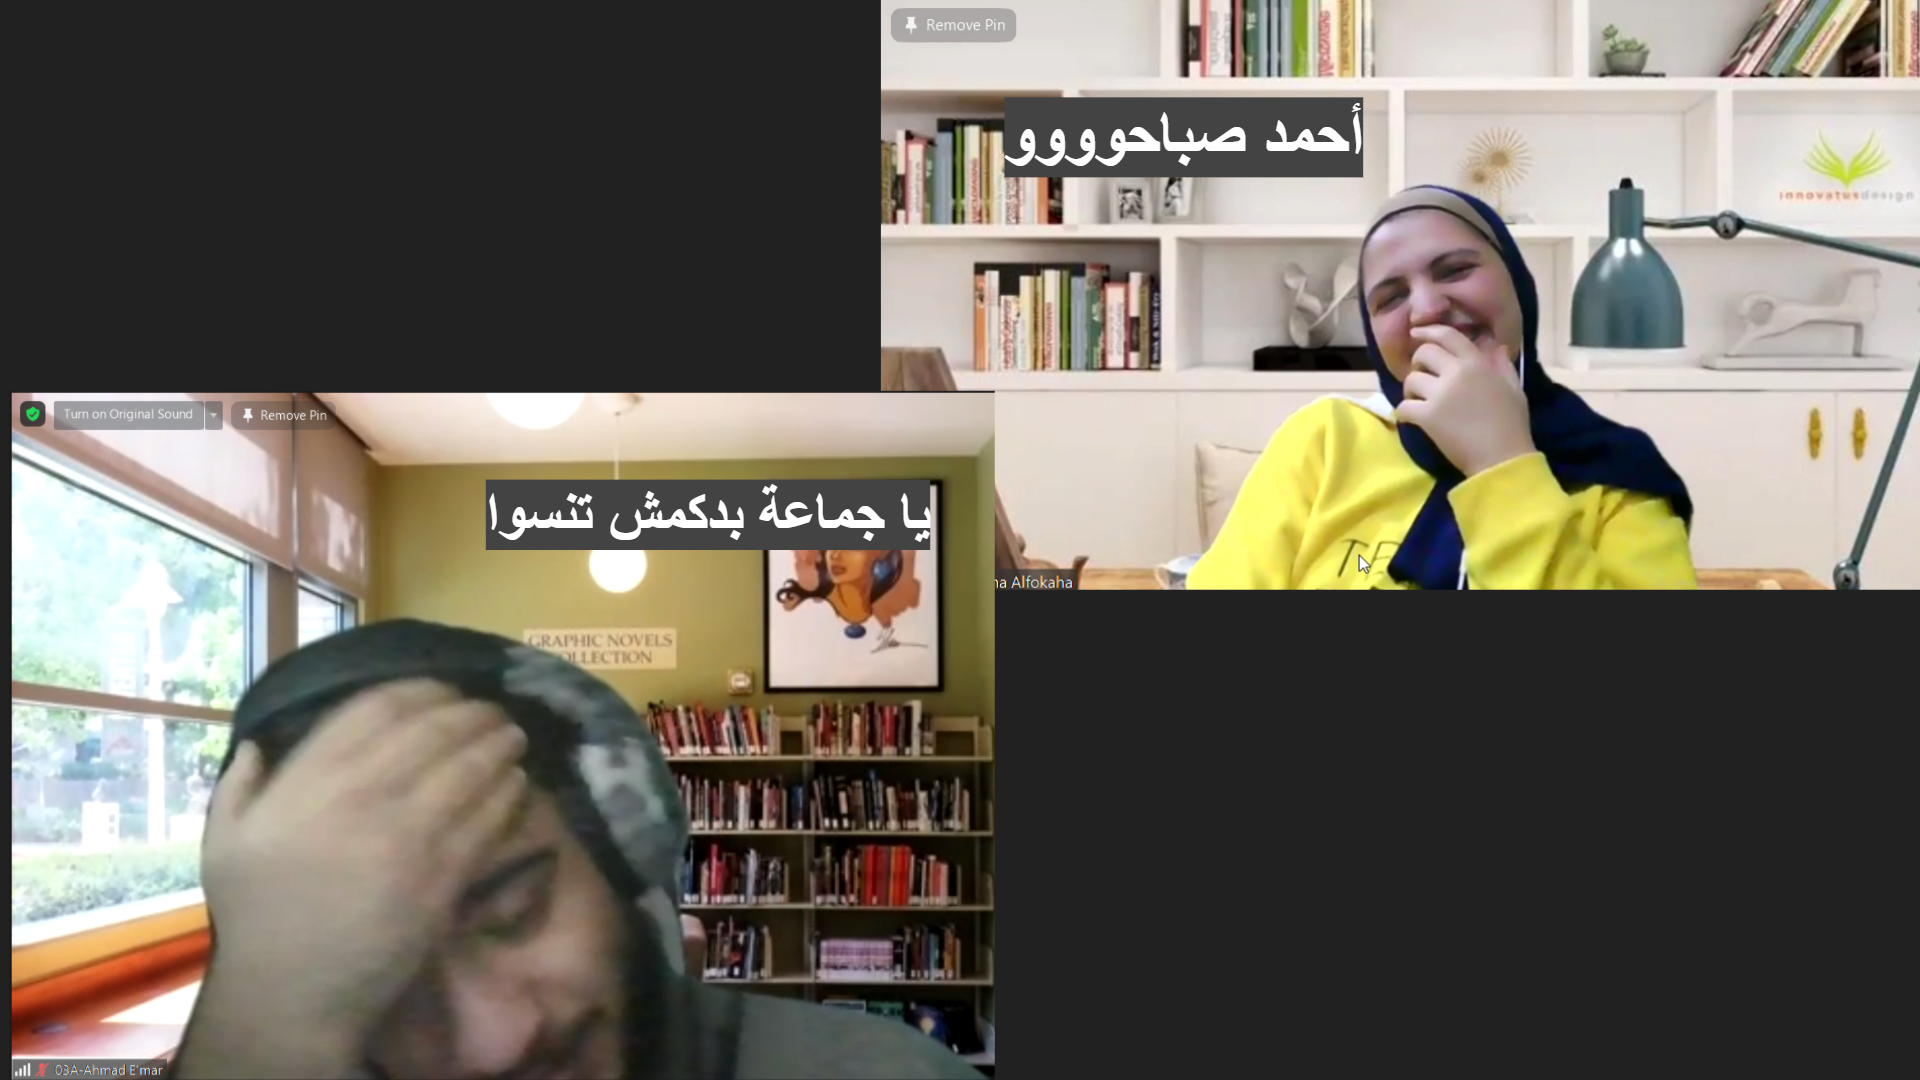 Remove Pin
أحمد صباحوووو
innovatusdesign
Turn on Original Sound
Remove Pin
يا جماعة بدكمش تنسوا
GRAPHIC NOVELS
na Alfokaha
03A-Ahmad E'mar